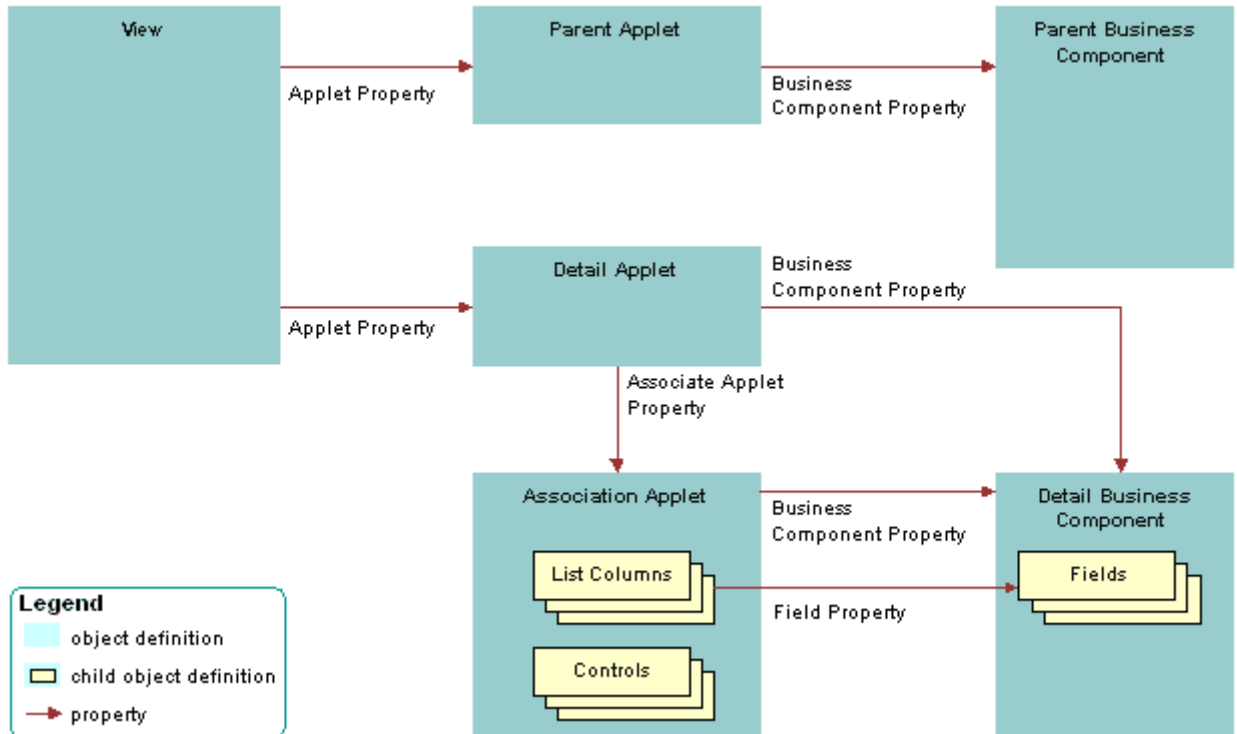 View
Parent Applet
Parent Business
Component
Applet Property
Business
Component Property
Detail Applet
Business
Component Property
Applet Property
Associate Applet
Property
Association Applet
Business
Component Property
Detail Business
Component
List Columns
Field Property
Fields
Controls
Legend
object definition
child object definition
property